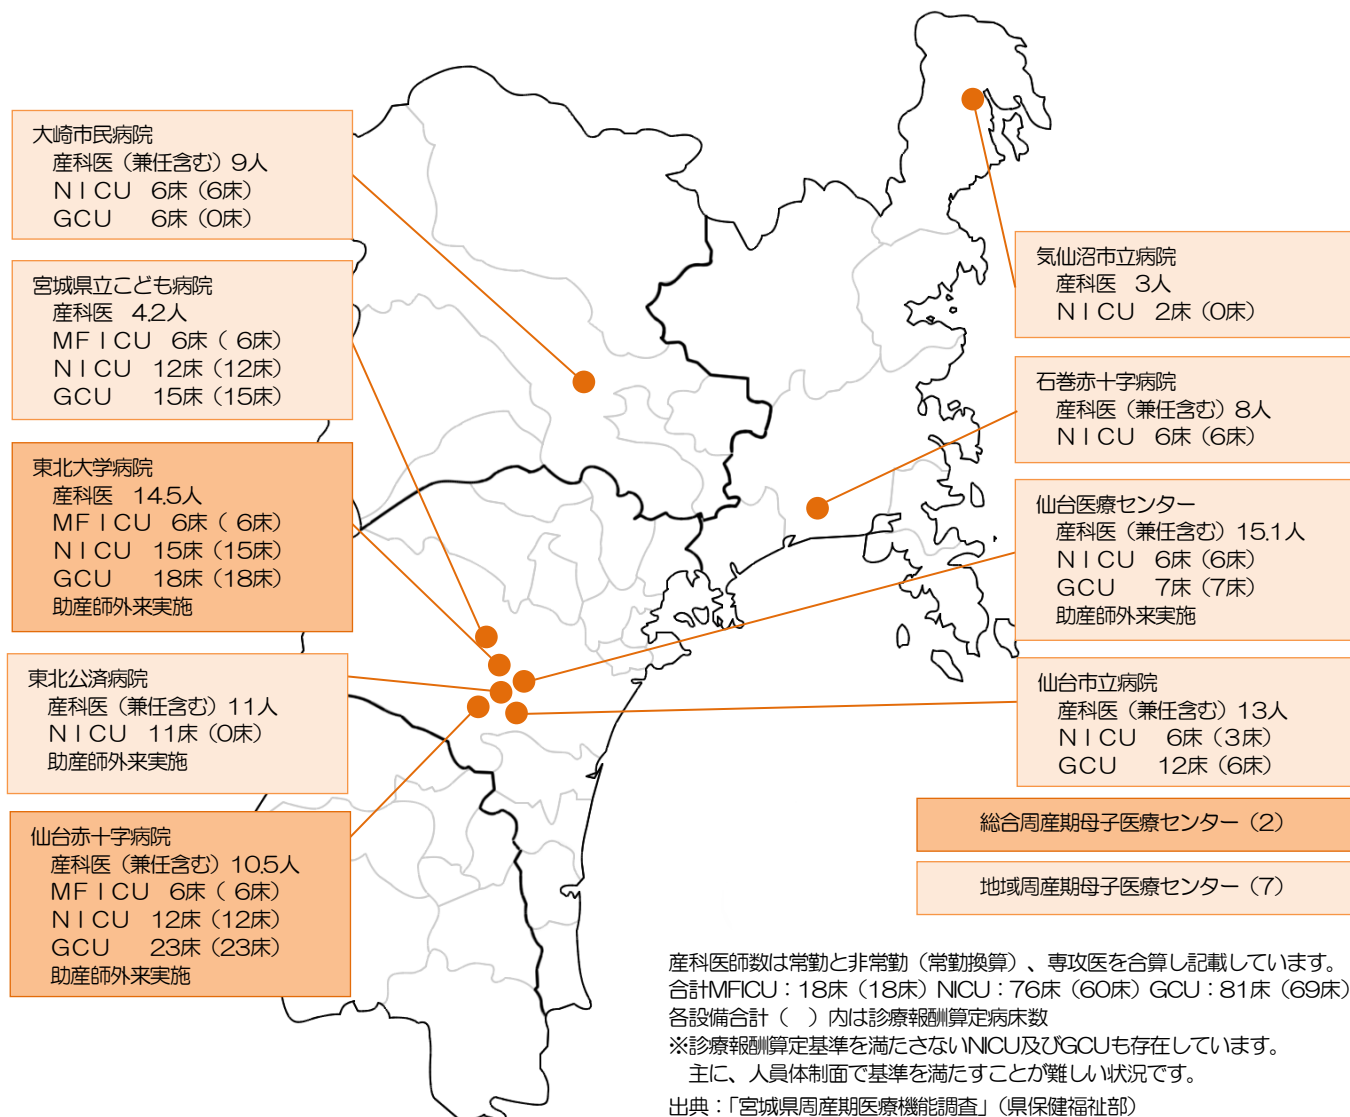 大崎市民病院
産科医（兼任含む）9人
ＮＩＣＵ　6床（6床）
ＧＣＵ　　6床（0床）
宮城県立こども病院
産科医　4.2人
ＭＦＩＣＵ　6床（ 6床）
ＮＩＣＵ　12床（12床）
ＧＣＵ　　15床（15床）
東北大学病院
産科医　14.5人
ＭＦＩＣＵ　6床（ 6床）
ＮＩＣＵ　15床（15床）
ＧＣＵ　　18床（18床）
助産師外来実施
東北公済病院
産科医（兼任含む）11人
ＮＩＣＵ　11床（0床）
助産師外来実施
仙台赤十字病院
産科医（兼任含む）10.5人
ＭＦＩＣＵ　6床（ 6床）
ＮＩＣＵ　12床（12床）
ＧＣＵ　　23床（23床）
助産師外来実施
気仙沼市立病院
産科医　3人
ＮＩＣＵ　2床（0床）
石巻赤十字病院
産科医（兼任含む）8人
ＮＩＣＵ　6床（6床）
仙台医療センター
産科医（兼任含む）15.1人
ＮＩＣＵ　6床（6床）
ＧＣＵ　　7床（7床）
助産師外来実施
仙台市立病院
産科医（兼任含む）13人
ＮＩＣＵ　6床（3床）
ＧＣＵ　　12床（6床）
総合周産期母子医療センター（2）
地域周産期母子医療センター（7）
産科医師数は常勤と非常勤（常勤換算）、専攻医を合算し記載しています。
合計MFICU：18床（18床）NICU：76床（60床）GCU：81床（69床）
各設備合計（　）内は診療報酬算定病床数
※診療報酬算定基準を満たさないNICU及びGCUも存在しています。
主に、人員体制面で基準を満たすことが難しい状況です。
出典：「宮城県周産期医療機能調査」（県保健福祉部）